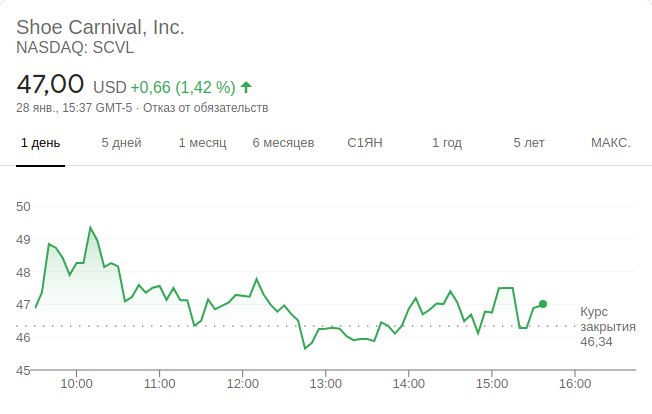 Shoe Carnival, Inc.
NASDAQ: SCVL
47,00 USD +0,66 (1,42 %)
28 янв., 15:37 GMT-5 · Отказ от обязательств
1 день 5 дней 1 месяц 6 месяцев С1ЯН 1 год 5 лет МАКС.
50
49
48
47
46
45
Курс
закрытия
46,34
10:00 11:00 12:00 13:00 14:00 15:00 16:00